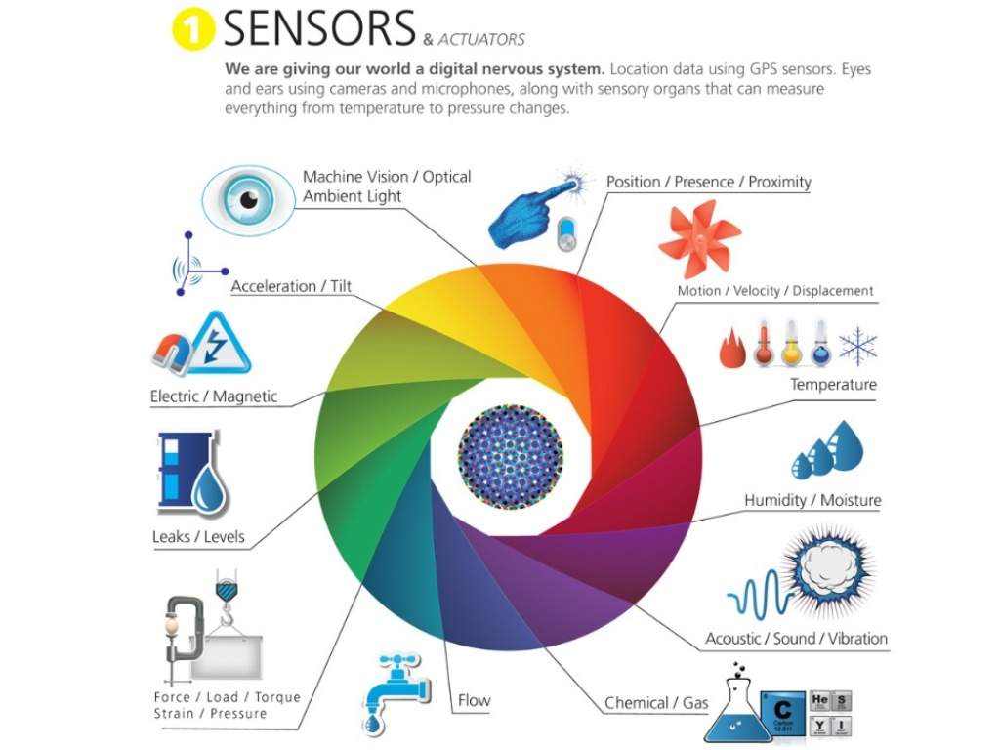 1 SENSORS & ACTUATORS
We are giving our world a digital nervous system. Location data using GPS sensors. Eyes
and ears using cameras and microphones, along with sensory organs that can measure
everything from temperature to pressure changes.
Machine Vision / Optical
Ambient Light
Position / Presence / Proximity
Acceleration / Tilt
Motion / Velocity / Displacement
Electric / Magnetic
Temperature
Leaks / Levels
Humidity / Moisture
Acoustic / Sound / Vibration
Force / Load / Torque
Strain / Pressure
Flow
Chemical / Gas
C
Carbon
12.011
He S
Y I